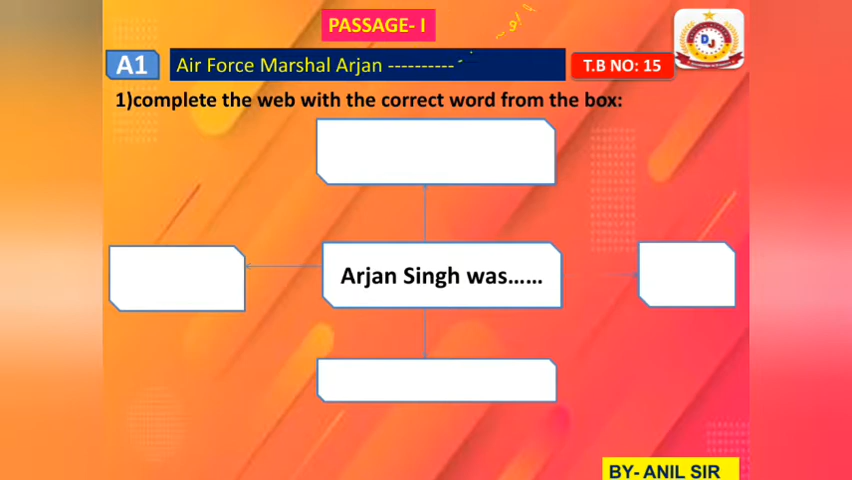 PASSAGE- I
A1
Air Force Marshal Arjan ----------
T.B NO: 15
DJ
1)complete the web with the correct word from the box:
Arjan Singh was......
BY- ANIL SIR